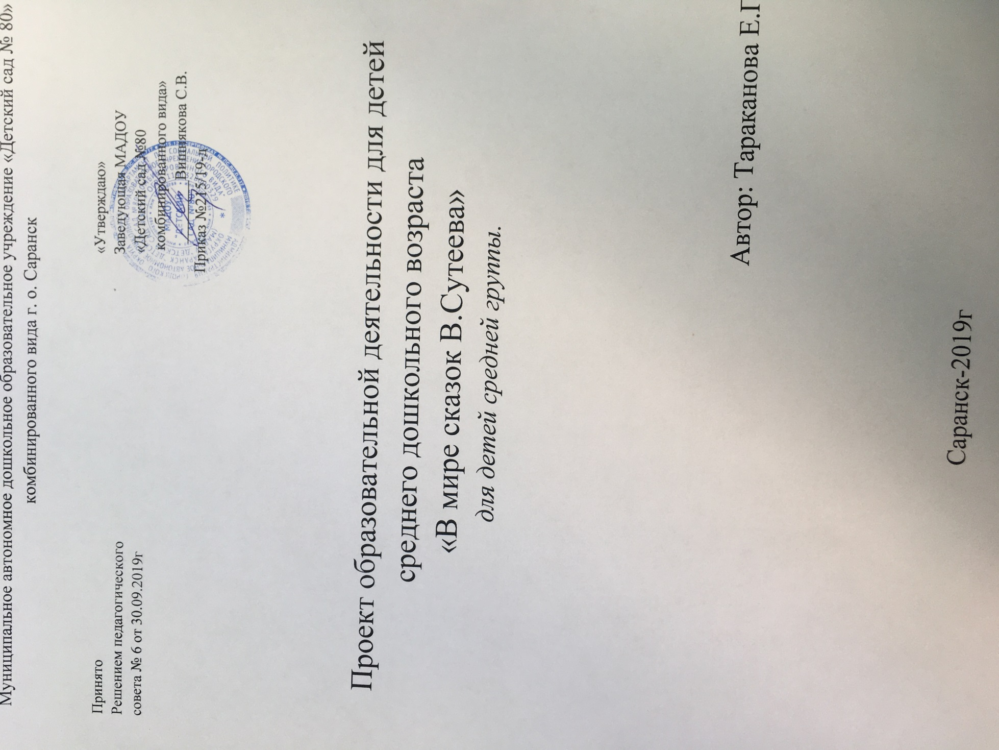 Муниципальное автономное дошкольное образовательное учреждение «Детский сад № 80»
комбинированного вида г. о. Саранск
Принято
Решением педагогического
совета № 6 от 30.09.2019г
«Утверждаю»
Заведующая МАДОУ
«Детский сад №80
комбинированного вида»
Вишнякова С.В.
Приказ №215/19-д
Проект образовательной деятельности для детей
среднего дошкольного возраста
«В мире сказок В.Сутеева»
для детей средней группы.
Автор: Тараканова Е.
Саранск-2019г